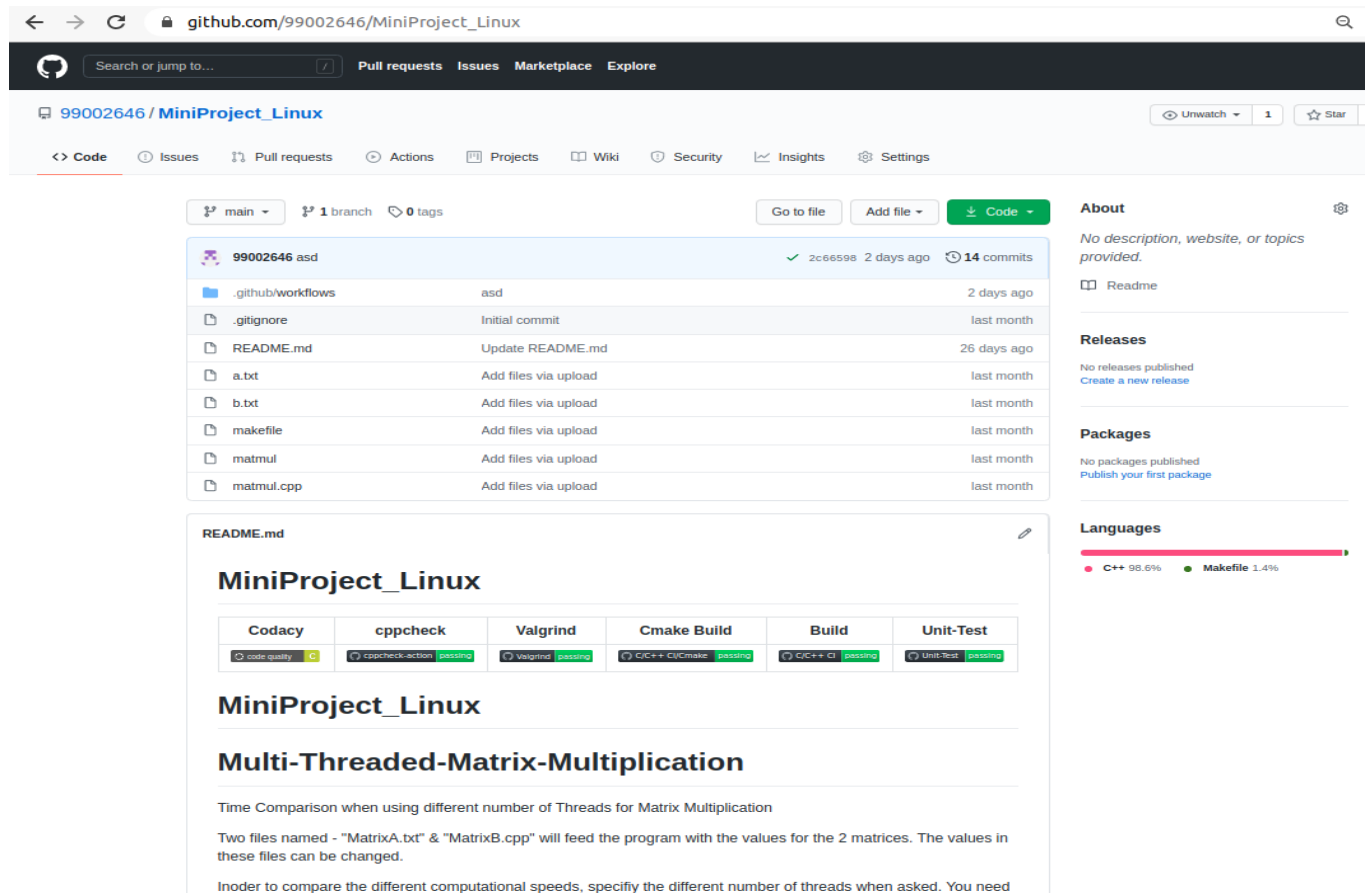 github.com/99002646/MiniProject_Linux
Search or jump to... /
Pull requests Issues Marketplace Explore
99002646 / MiniProject_Linux
Unwatch 1 Star
Code Issues Pull requests Actions Projects Wiki Security Insights Settings
main 1 branch 0 tags
Go to file Add file Code
99002646 asd 2c66598 2 days ago 14 commits
.github/workflows asd 2 days ago
.gitignore Initial commit last month
README.md Update README.md 26 days ago
a.txt Add files via upload last month
b.txt Add files via upload last month
makefile Add files via upload last month
matmul Add files via upload last month
matmul.cpp Add files via upload last month
About
No description, website, or topics
provided.
Readme
Releases
No releases published
Create a new release
Packages
No packages published
Publish your first package
Languages
C++ 98.6% Makefile 1.4%
README.md
MiniProject_Linux
Codacy cppcheck Valgrind Cmake Build Build Unit-Test
code quality C cppcheck-action passing Valgrind passing C/C++ CI/Cmake passing C/C++ CI passing Unit-Test passing
MiniProject_Linux
Multi-Threaded-Matrix-Multiplication
Time Comparison when using different number of Threads for Matrix Multiplication
Two files named - "MatrixA.txt" & "MatrixB.cpp" will feed the program with the values for the 2 matrices. The values in
these files can be changed.
Inoder to compare the different computational speeds, specifiy the different number of threads when asked. You need